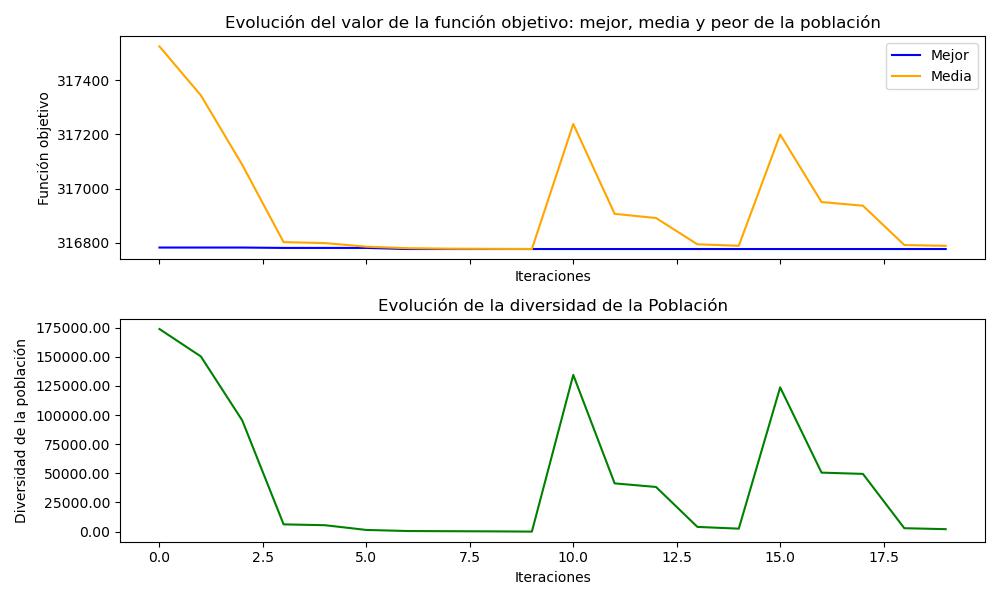 Evolución del valor de la función objetivo: mejor, media y peor de la población
Mejor
Media
Función objetivo
317400
317200
317000
316800
Iteraciones
Evolución de la diversidad de la Población
Diversidad de la población
175000.00
150000.00
125000.00
100000.00
75000.00
50000.00
25000.00
0.00
0.0 2.5 5.0 7.5 10.0 12.5 15.0 17.5
Iteraciones